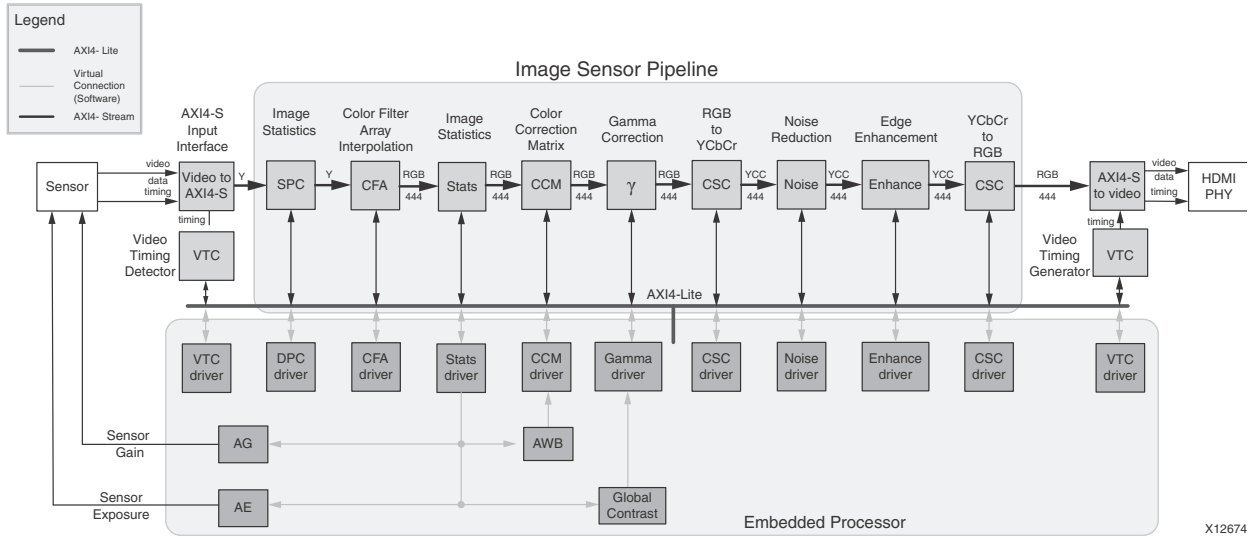 Legend
AXI4- Lite
Virtual
Connection
(Software)
AXI4- Stream
Image Sensor Pipeline
AXI4-S
Input
Interface
Image
Statistics
Color Filter
Array
Interpolation
Image
Statistics
Color
Correction
Matrix
Gamma
Correction
RGB
to
YCbCr
Noise
Reduction
Edge
Enhancement
YCbCr
to
RGB
Sensor
video
data
timing
Video to
AXI4-S
Y
SPC
Y
CFA
RGB
444
Stats
RGB
444
CCM
RGB
444
γ
RGB
444
CSC
YCC
444
Noise
YCC
444
Enhance
YCC
444
CSC
RGB
444
AXI4-S
to video
video
data
timing
HDMI
PHY
timing
Video
Timing
Detector
VTC
timing
Video
Timing
Generator
VTC
AXI4-Lite
VTC
driver
DPC
driver
CFA
driver
Stats
driver
CCM
driver
Gamma
driver
CSC
driver
Noise
driver
Enhance
driver
CSC
driver
VTC
driver
Sensor
Gain
AG
AWB
Sensor
Exposure
AE
Global
Contrast
Embedded Processor
X12674